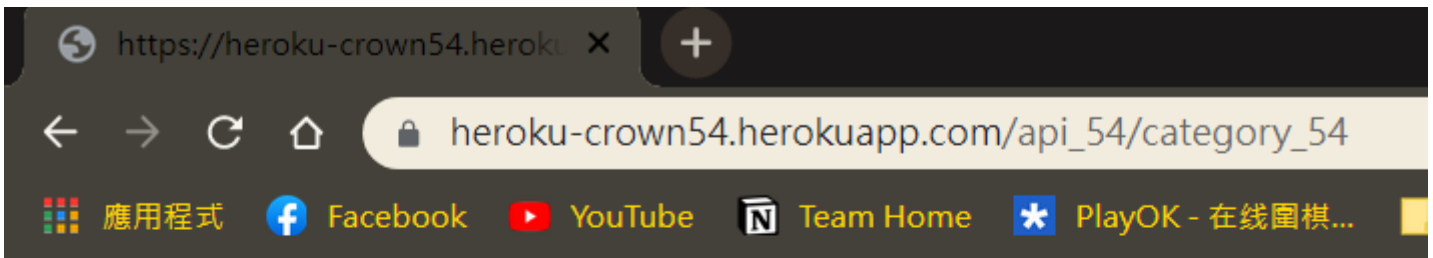 https://heroku-crown54.heroku
heroku-crown54.herokuapp.com/api_54/category_54
應用程式 Facebook YouTube Team Home PlayOK - 在线圍棋...